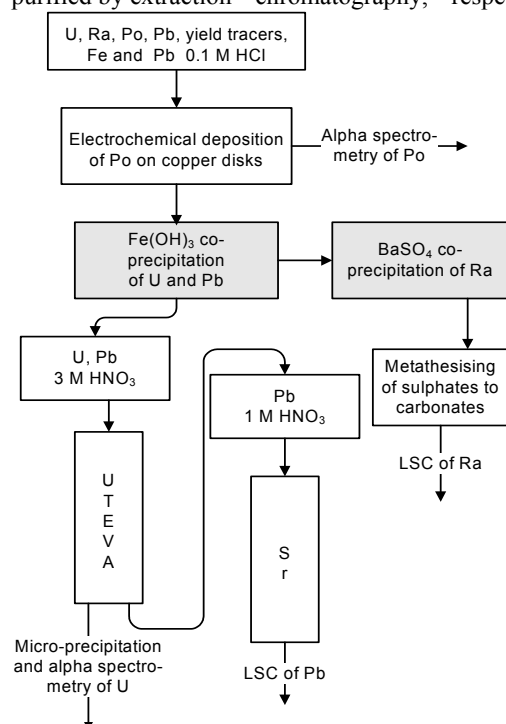 purified by extraction chromatography, respe
U, Ra, Po, Pb, yield tracers,
Fe and Pb 0.1 M HCl
Electrochemical deposition
of Po on copper disks
Alpha spectro-
metry of Po
Fe(OH)3 co-
precipitation
of U and Pb
BaSO4 co-
precipitation of Ra
U, Pb
3 M HNO3
Pb
1 M HNO3
Metathesising
of sulphates to
carbonates
LSC of Ra
U
T
E
V
A
S
r
Micro-precipitation
and alpha spectro-
metry of U
LSC of Pb